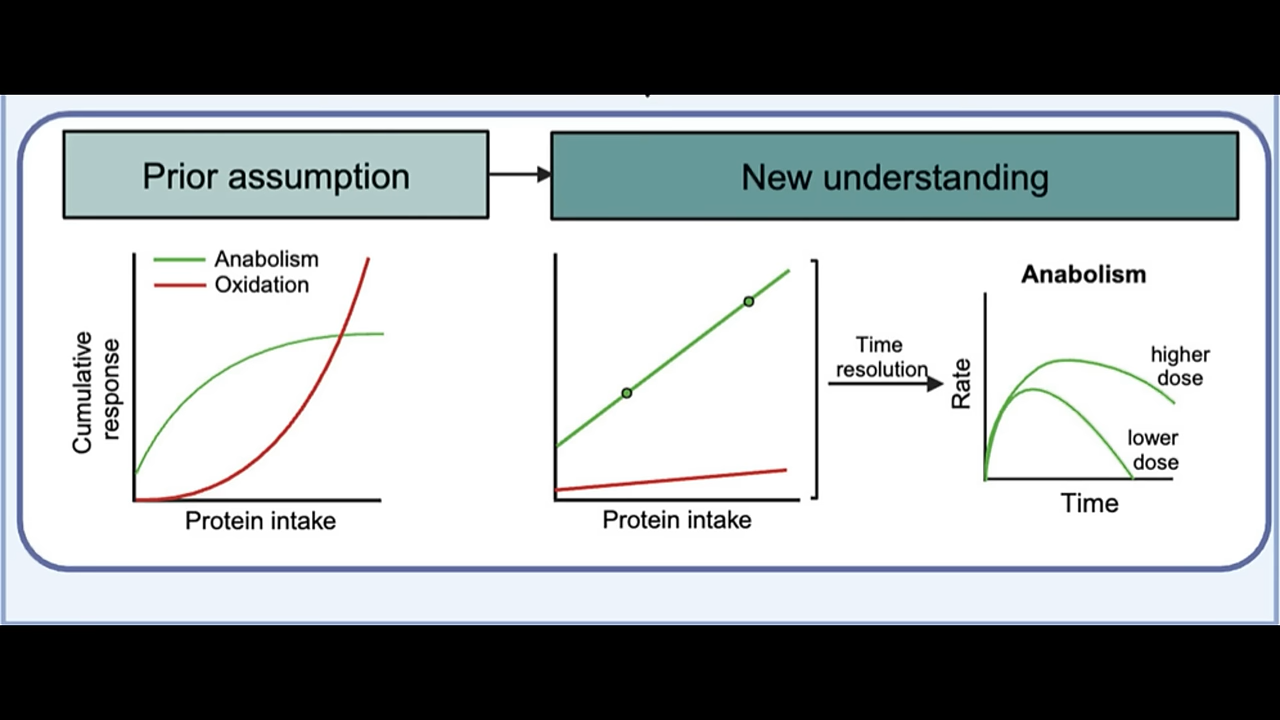 Prior assumption
New understanding
Anabolism
Oxidation
Cumulative
response
Protein intake
Protein intake
Time
resolution
Anabolism
Rate
higher
dose
lower
dose
Time